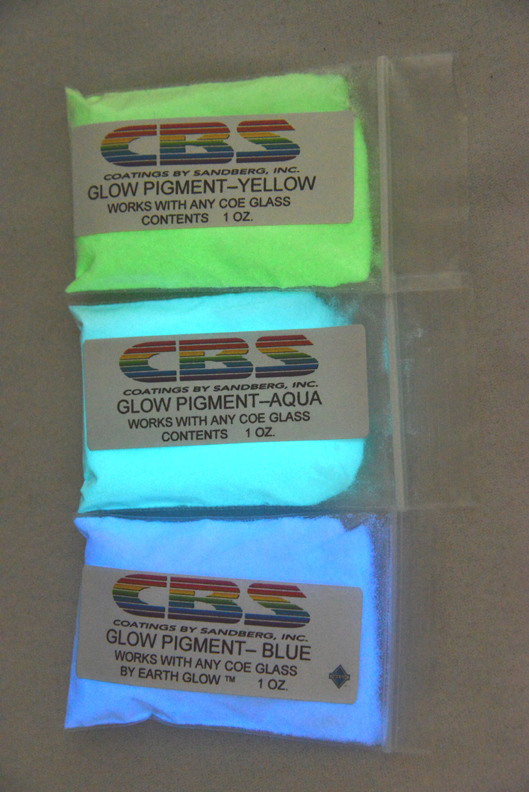 CBS
COATINGS BY SANDBERG, INC.
GLOW PIGMENT–YELLOW
WORKS WITH ANY COE GLASS
CONTENTS 1 OZ.
CBS
COATINGS BY SANDBERG, INC.
GLOW PIGMENT–AQUA
WORKS WITH ANY COE GLASS
CONTENTS 1 OZ.
CBS
COATINGS BY SANDBERG, INC.
GLOW PIGMENT– BLUE
WORKS WITH ANY COE GLASS
BY EARTH GLOW ™ 1 OZ.